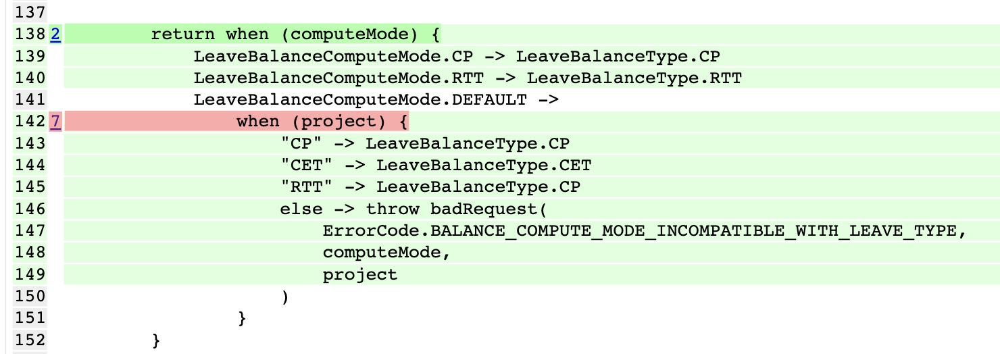 137
138 2 return when (computeMode) {
139 LeaveBalanceComputeMode.CP -> LeaveBalanceType.CP
140 LeaveBalanceComputeMode.RTT -> LeaveBalanceType.RTT
141 LeaveBalanceComputeMode.DEFAULT ->
142 7 when (project) {
143 "CP" -> LeaveBalanceType.CP
144 "CET" -> LeaveBalanceType.CET
145 "RTT" -> LeaveBalanceType.CP
146 else -> throw badRequest(
147 ErrorCode.BALANCE_COMPUTE_MODE_INCOMPATIBLE_WITH_LEAVE_TYPE,
148 computeMode,
149 project
150 )
151 }
152 }